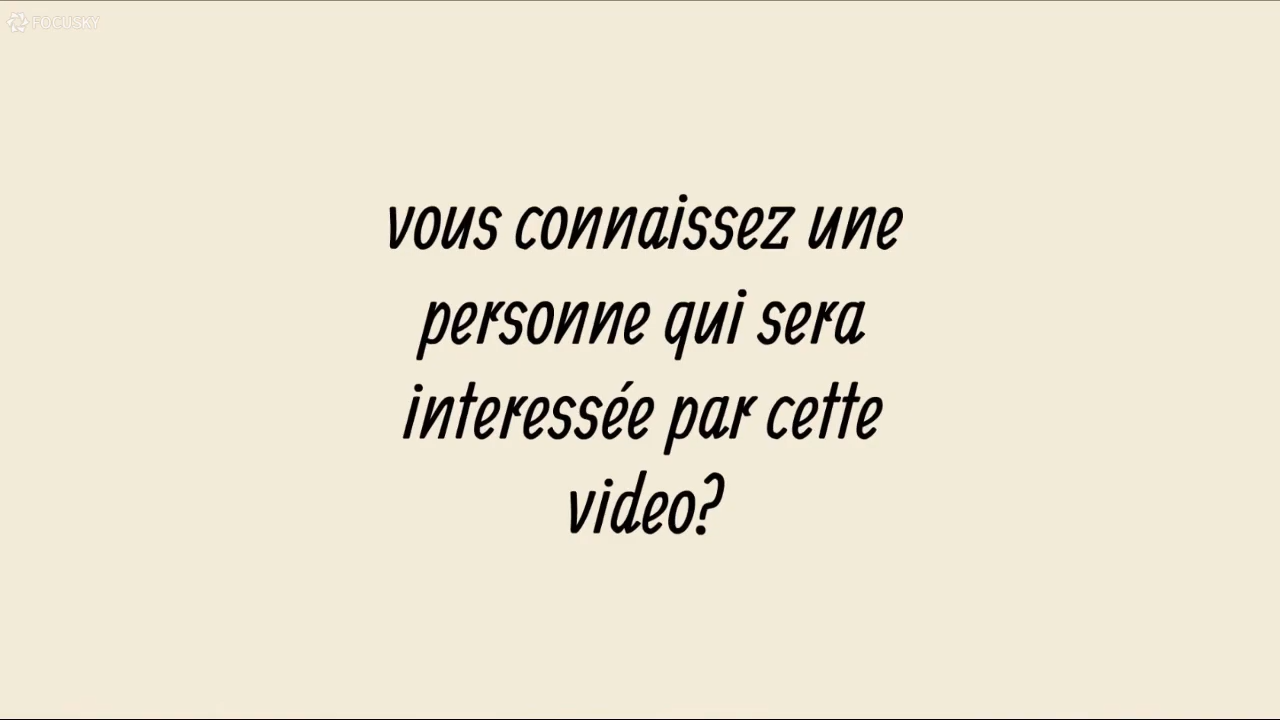 FOCUSKY
vous connaissez une
personne qui sera
interessée par cette
video?